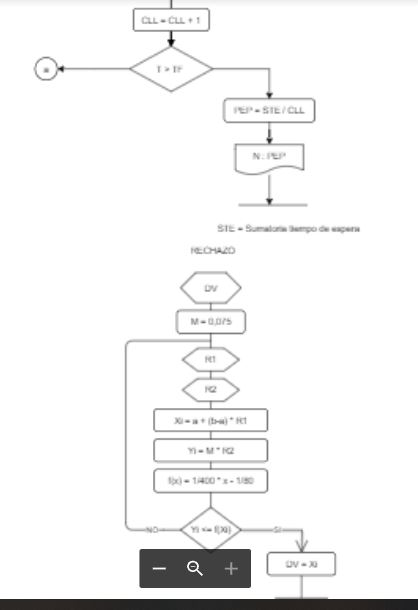 CLL = CLL + 1
T > TF
a
PEP = STE / CLL
N : PEP
STE = Sumatoria tiempo de espera
RECHAZO
DV
M = 0,075
R1
R2
Xi = a + (b-a) * R1
Yi = M * R2
f(x) = 1/400 * x - 1/80
NO
Yi <= f(Xi)
SI
DV = Xi